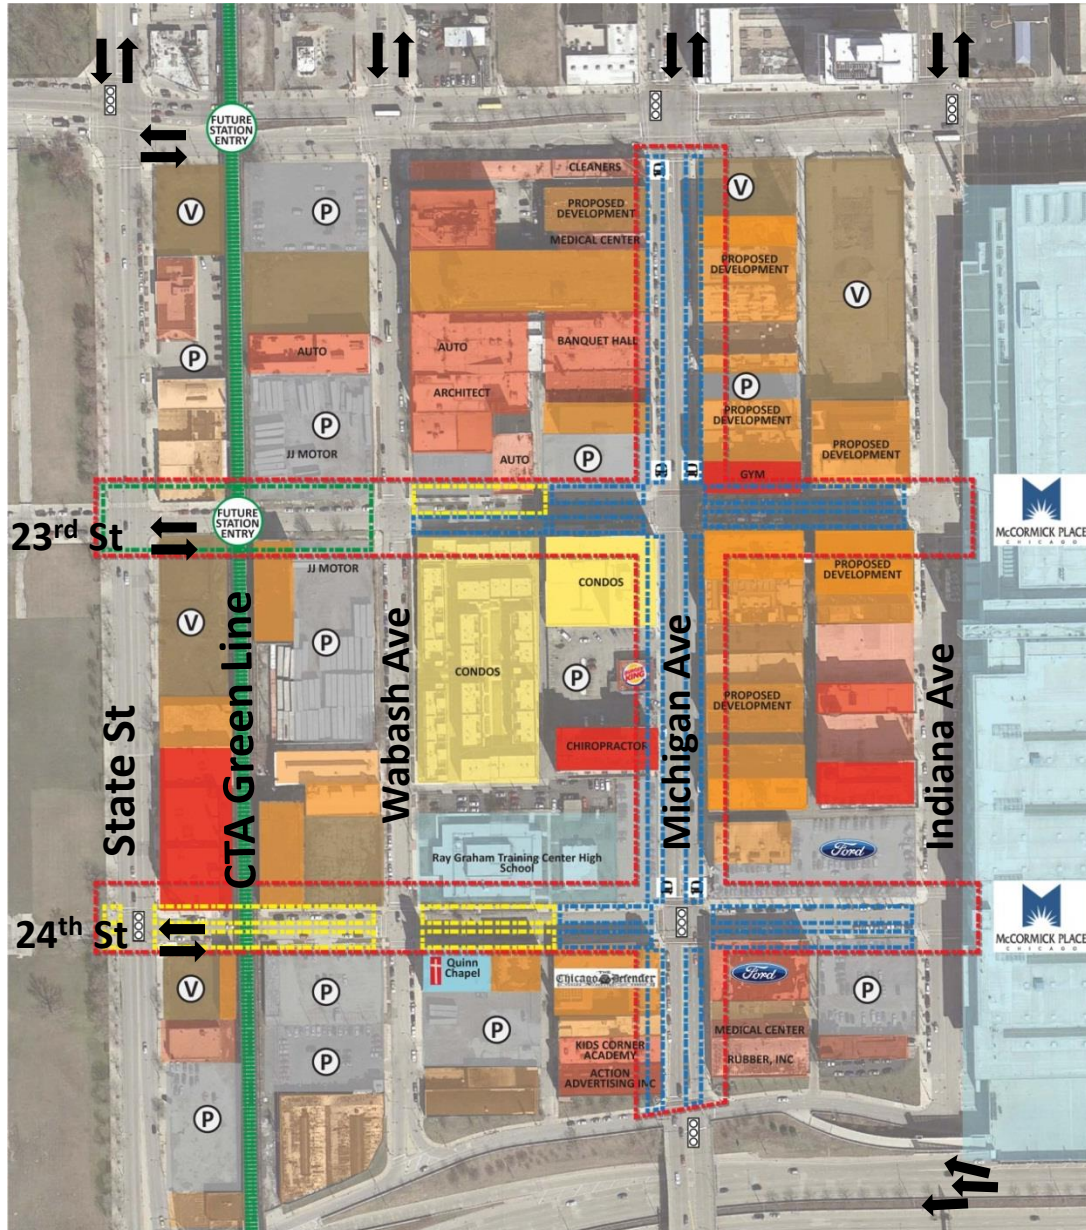 FUTURE
STATION
ENTRY
CLEANERS
V
P
PROPOSED
DEVELOPMENT
V
MEDICAL CENTER
PROPOSED
DEVELOPMENT
V
AUTO
AUTO
BANQUET HALL
P
ARCHITECT
P
PROPOSED
DEVELOPMENT
P
JJ MOTOR
AUTO
P
PROPOSED
DEVELOPMENT
GYM
23rd St
FUTURE
STATION
ENTRY
McCORMICK PLACE
CHICAGO
JJ MOTOR
PROPOSED
DEVELOPMENT
CONDOS
V
P
CONDOS
P
BURGER
KING
PROPOSED
DEVELOPMENT
CHIROPRACTOR
State St
CTA Green Line
Wabash Ave
Michigan Ave
Indiana Ave
Ray Graham Training Center High
School
Ford
24th St
McCORMICK PLACE
CHICAGO
V
P
Quinn
Chapel
Chicago Defender
Ford
P
P
MEDICAL CENTER
P
KIDS CORNER
ACADEMY
RUBBER, INC
ACTION
ADVERTISING INC
P